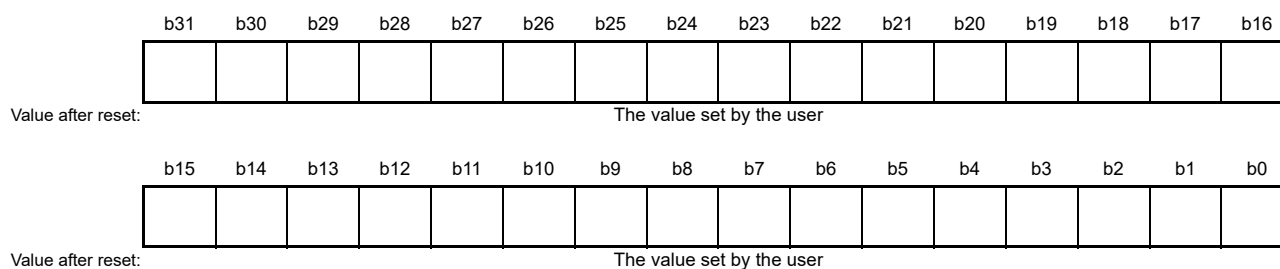 b31 b30 b29 b28 b27 b26 b25 b24 b23 b22 b21 b20 b19 b18 b17 b16
Value after reset: The value set by the user
b15 b14 b13 b12 b11 b10 b9 b8 b7 b6 b5 b4 b3 b2 b1 b0
Value after reset: The value set by the user